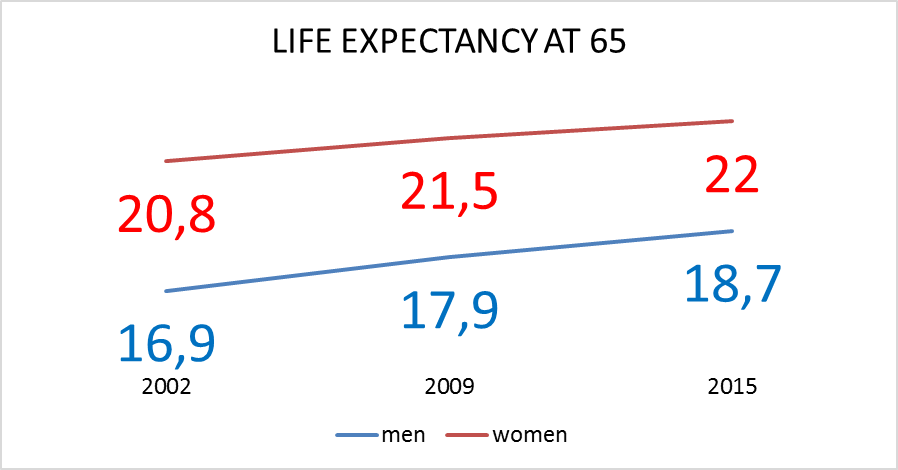 LIFE EXPECTANCY AT 65
20,8 21,5 22
16,9 17,9 18,7
2002 2009 2015
men women